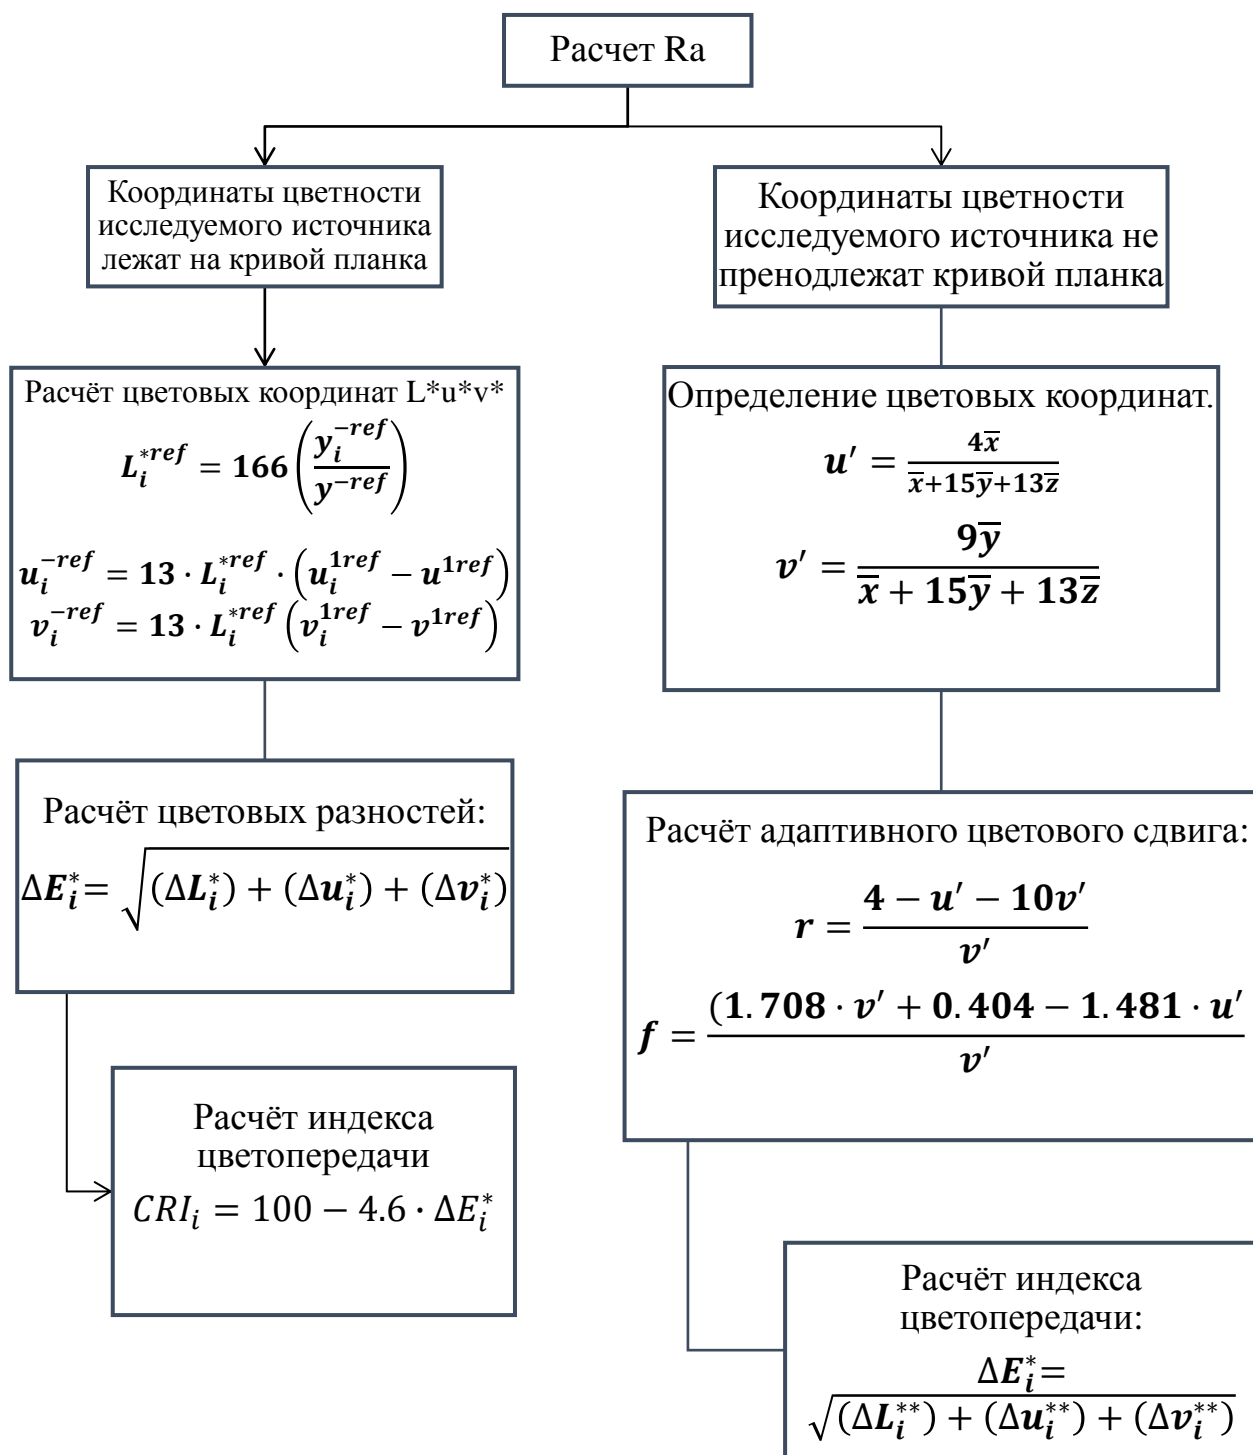 Расчет Ra
Координаты цветности
исследуемого источника
лежат на кривой планка
Расчёт цветовых координат L*u*v*
L_i^{*ref} = 166 (y_i^{-ref} / y^{-ref})
u_i^{-ref} = 13 · L_i^{*ref} · (u_i^{1ref} − u^{1ref})
v_i^{-ref} = 13 · L_i^{*ref} (v_i^{1ref} − v^{1ref})
Расчёт цветовых разностей:
ΔE_i^* = √((ΔL_i^*) + (Δu_i^*) + (Δv_i^*))
Расчёт индекса
цветопередачи
CRI_i = 100 − 4.6 · ΔE_i^*
Координаты цветности
исследуемого источника не
пренодлежат кривой планка
Определение цветовых координат.
u′ = 4x̅ / (x̅+15y̅+13z̅)
v′ = 9y̅ / (x̅ + 15y̅ + 13z̅)
Расчёт адаптивного цветового сдвига:
r = (4 − u′ − 10v′) / v′
f = (1.708 · v′ + 0.404 − 1.481 · u′ / v′
Расчёт индекса
цветопередачи:
ΔE_i^* =
√((ΔL_i^{**}) + (Δu_i^{**}) + (Δv_i^{**}))